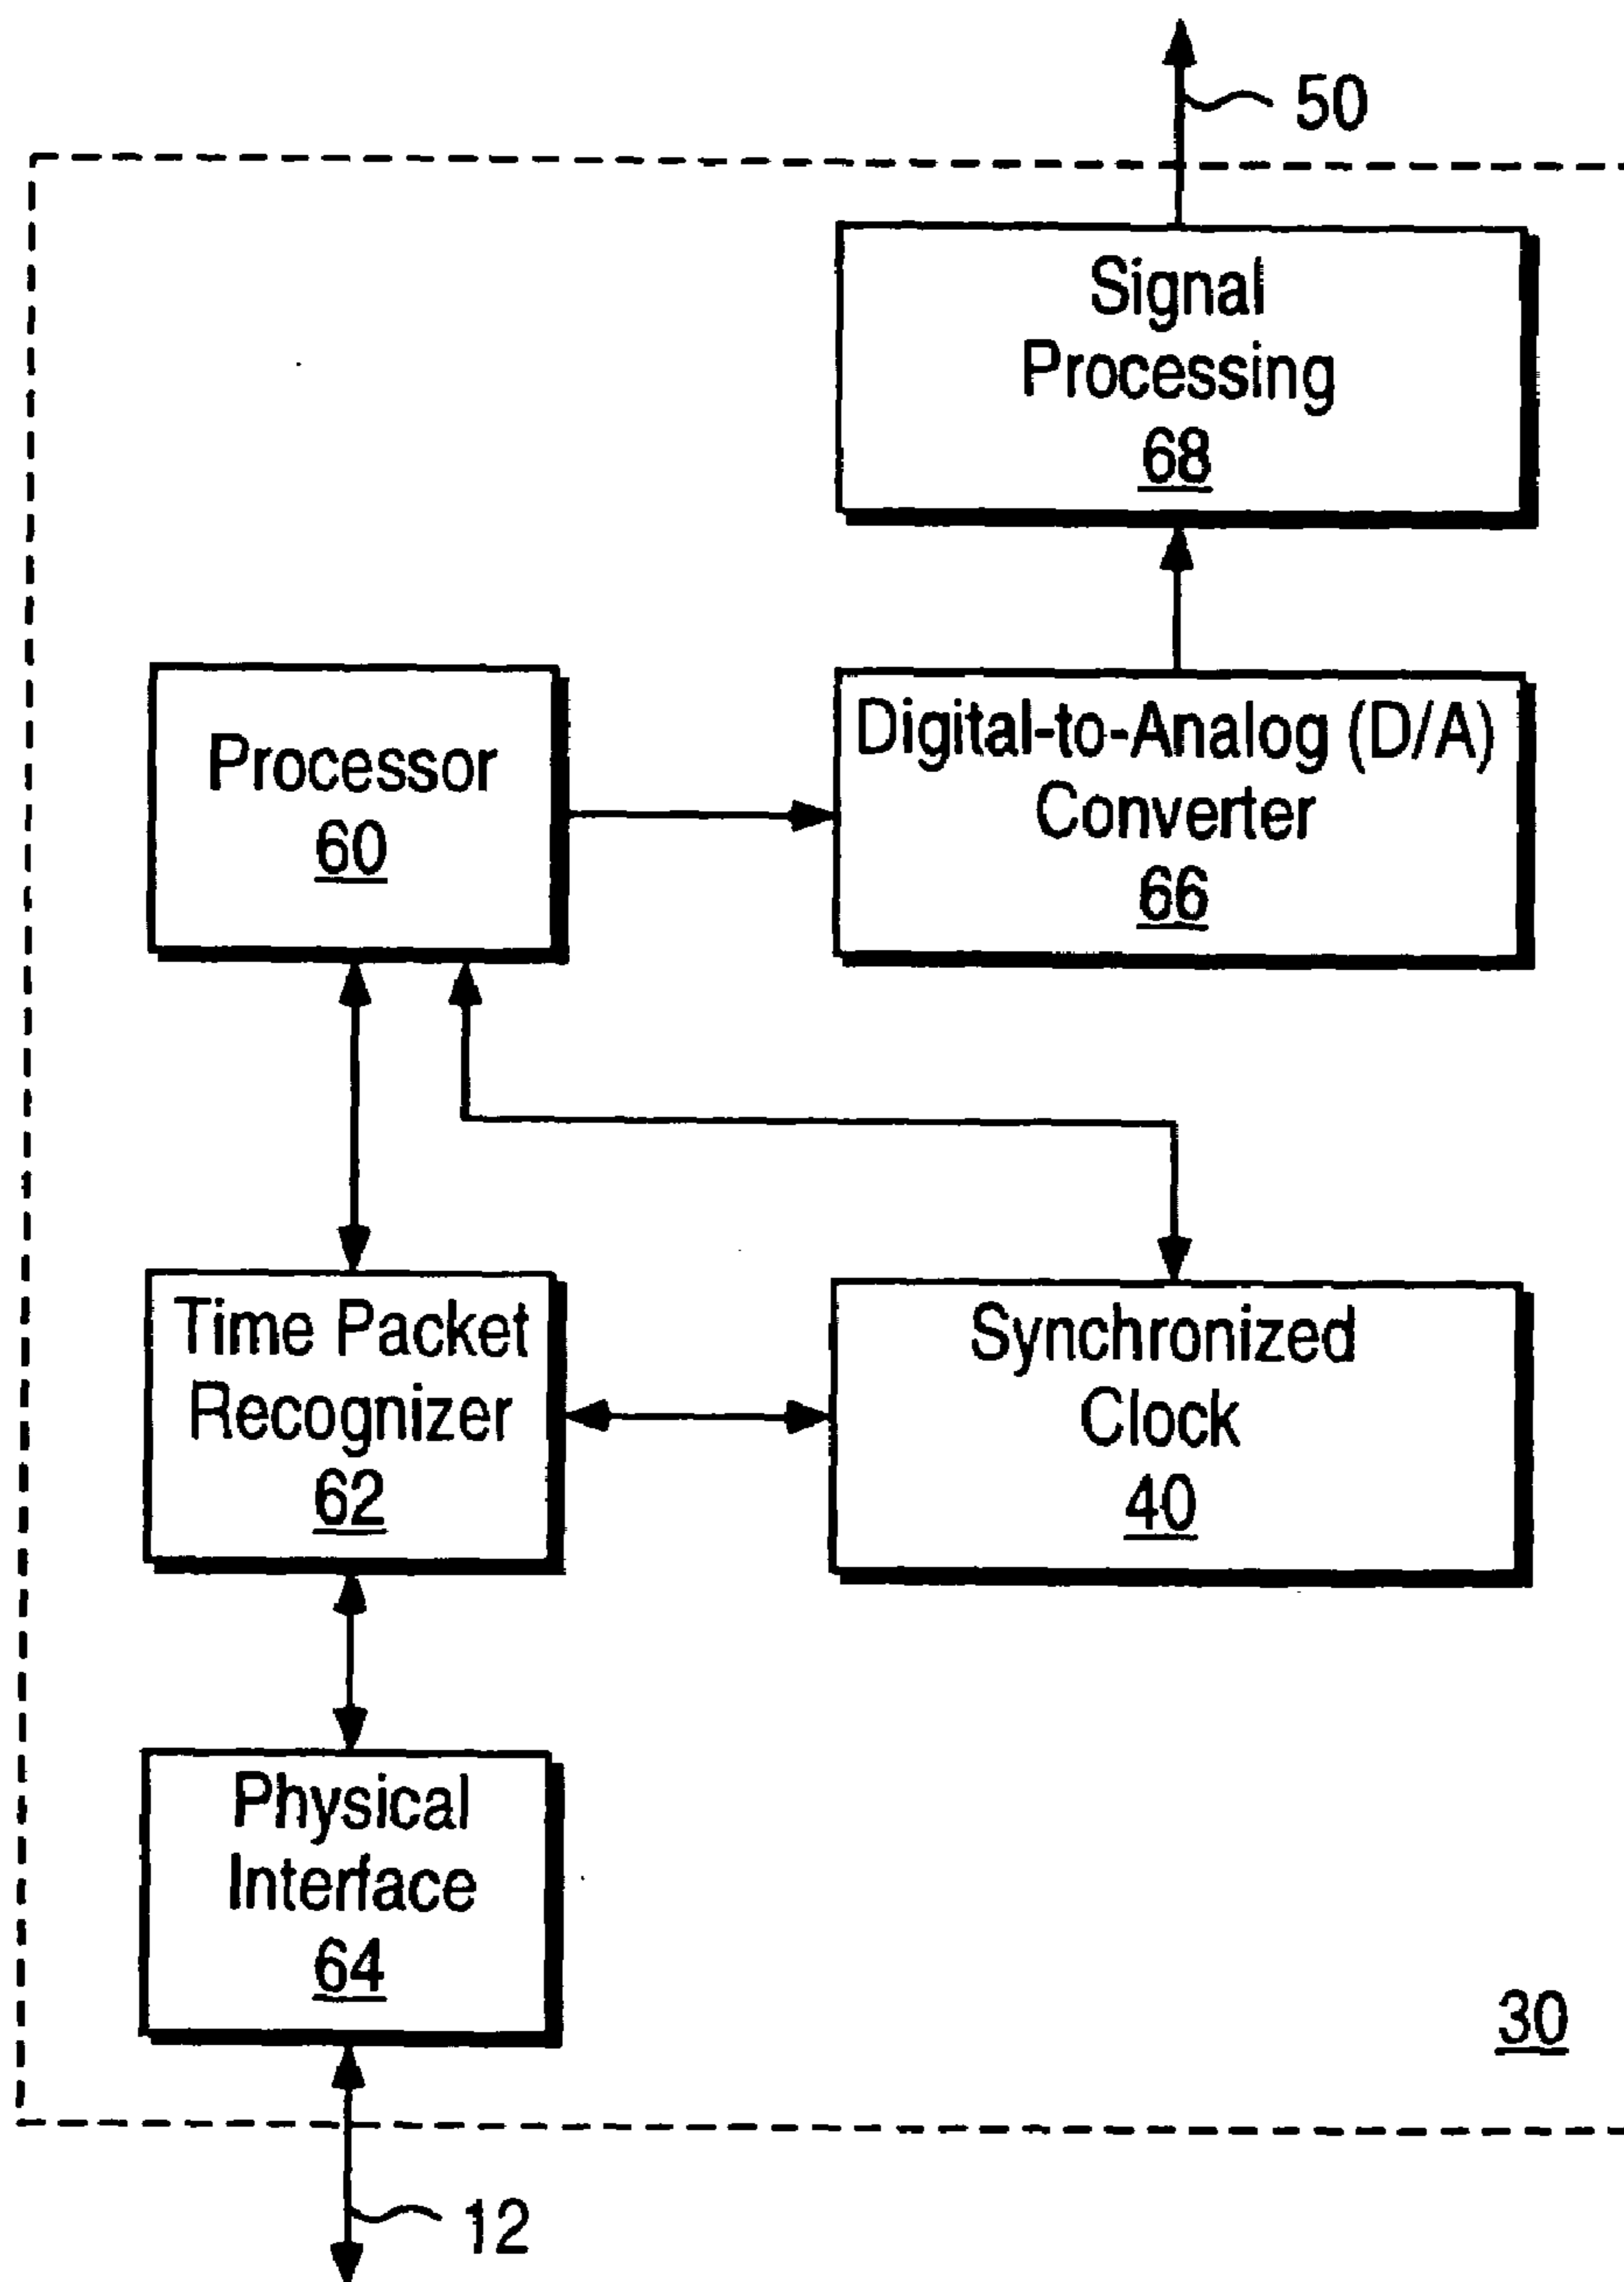 50
Signal
Processing
68
Processor
60
Digital-to-Analog (D/A)
Converter
66
Time Packet
Recognizer
62
Synchronized
Clock
40
Physical
Interface
64
30
12